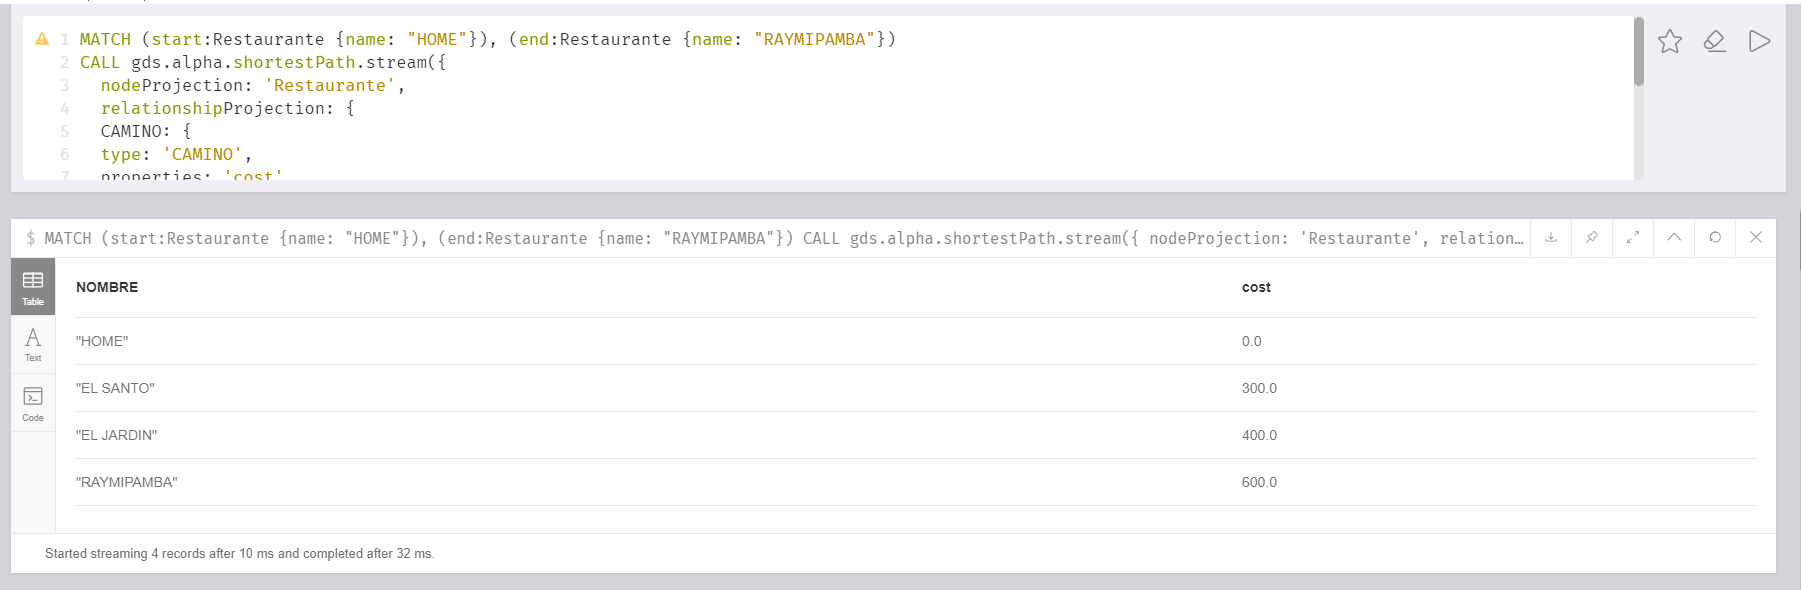 1 MATCH (start:Restaurante {name: "HOME"}), (end:Restaurante {name: "RAYMIPAMBA"})
2 CALL gds.alpha.shortestPath.stream({
3 nodeProjection: 'Restaurante',
4 relationshipProjection: {
5 CAMINO: {
6 type: 'CAMINO',
7 properties: 'cost'
$ MATCH (start:Restaurante {name: "HOME"}), (end:Restaurante {name: "RAYMIPAMBA"}) CALL gds.alpha.shortestPath.stream({ nodeProjection: 'Restaurante', relation...
Table
Text
Code
NOMBRE cost
"HOME" 0.0
"EL SANTO" 300.0
"EL JARDIN" 400.0
"RAYMIPAMBA" 600.0
Started streaming 4 records after 10 ms and completed after 32 ms.